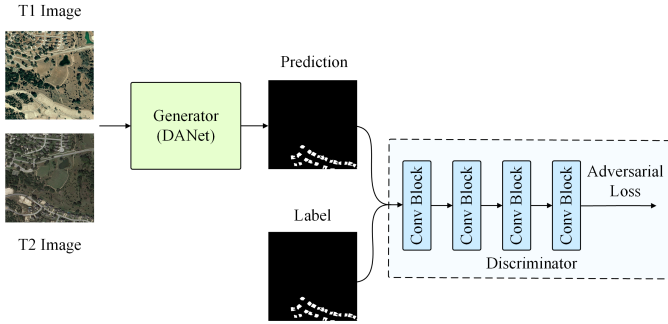 T1 Image
T2 Image
Generator
(DANet)
Prediction
Label
Conv Block
Conv Block
Conv Block
Conv Block
Adversarial
Loss
Discriminator